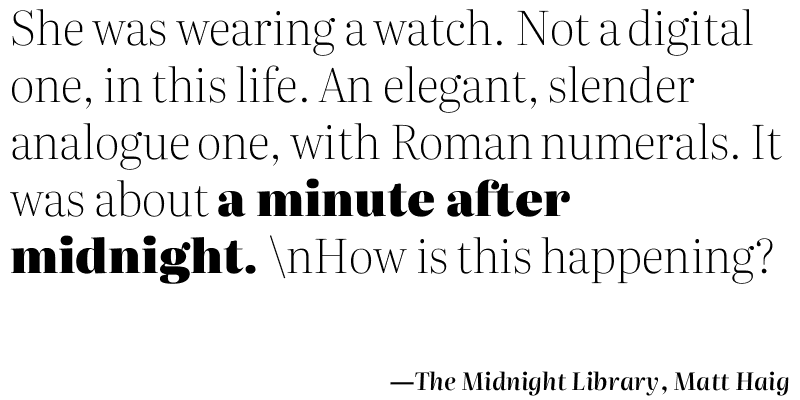 She was wearing a watch. Not a digital
one, in this life. An elegant, slender
analogue one, with Roman numerals. It
was about a minute after
midnight. \nHow is this happening?
—The Midnight Library, Matt Haig